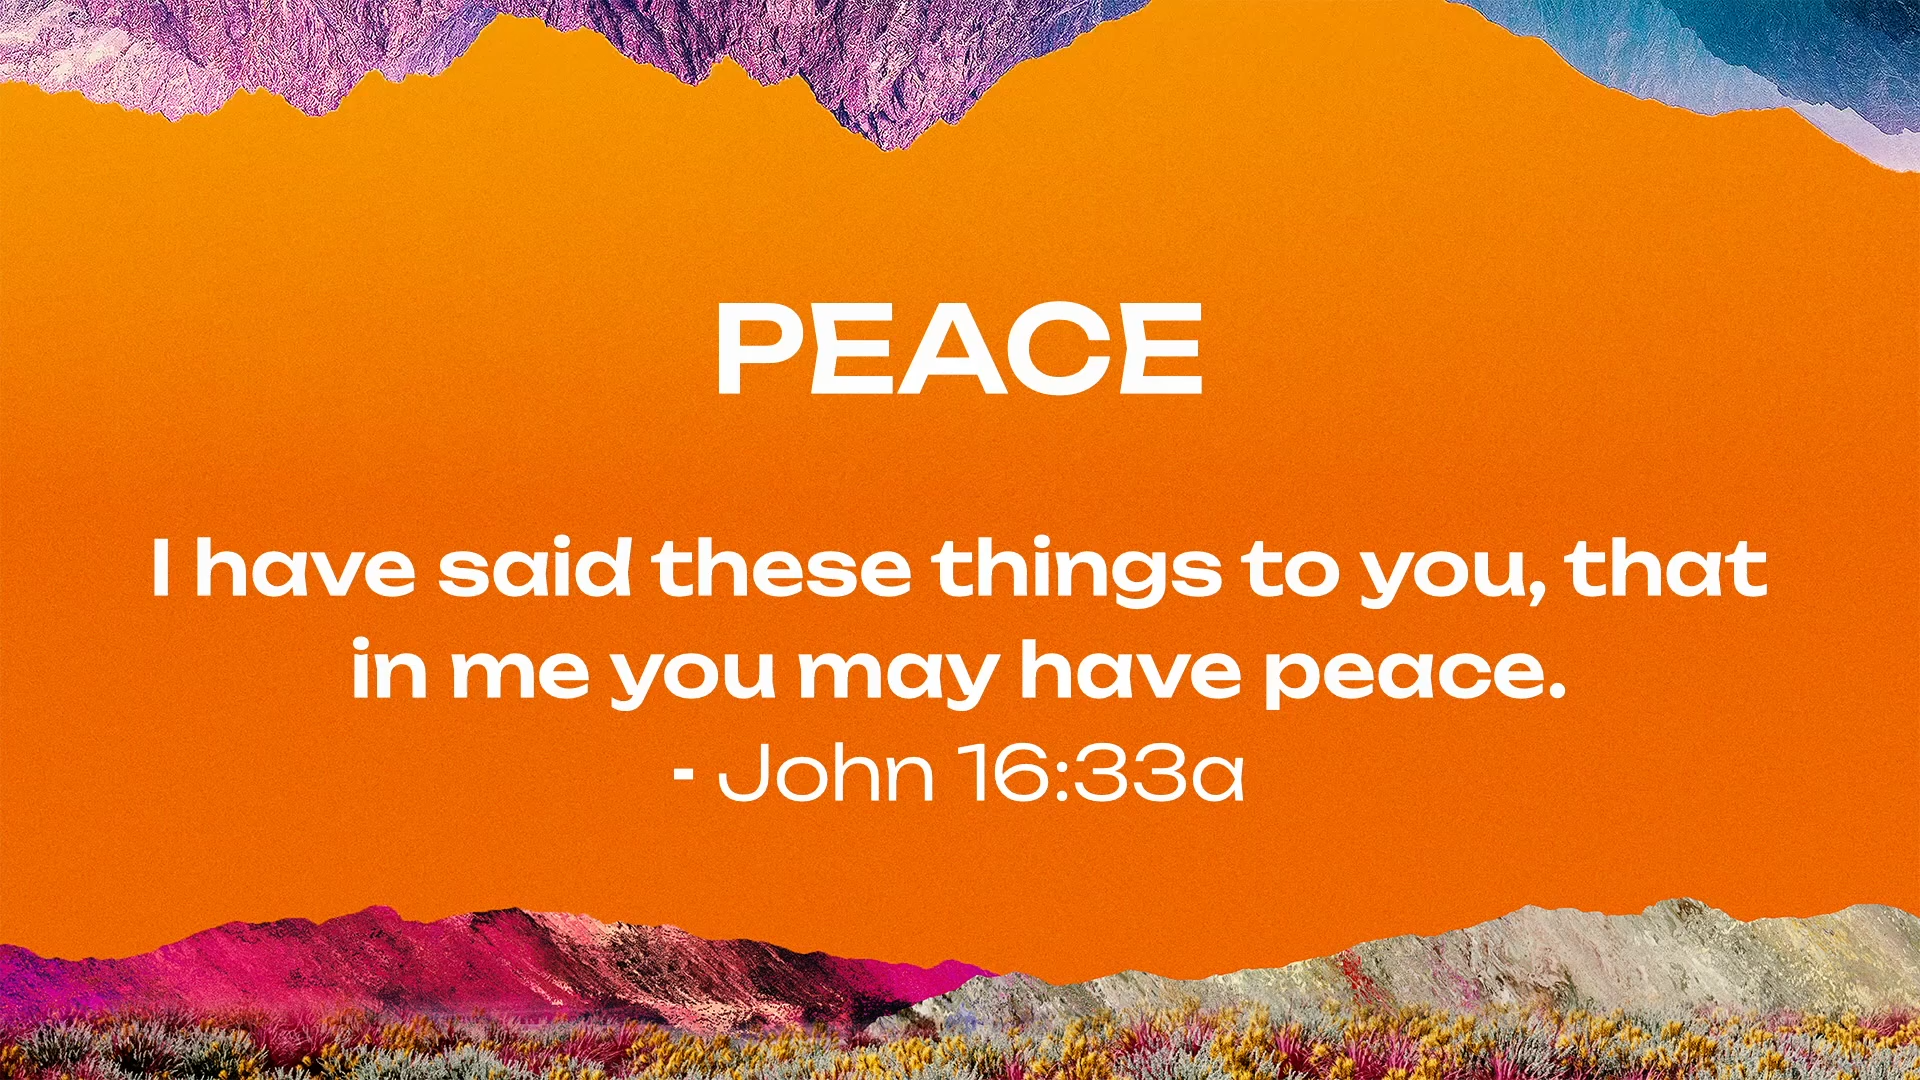 PEACE
I have said these things to you, that
in me you may have peace.
- John 16:33a